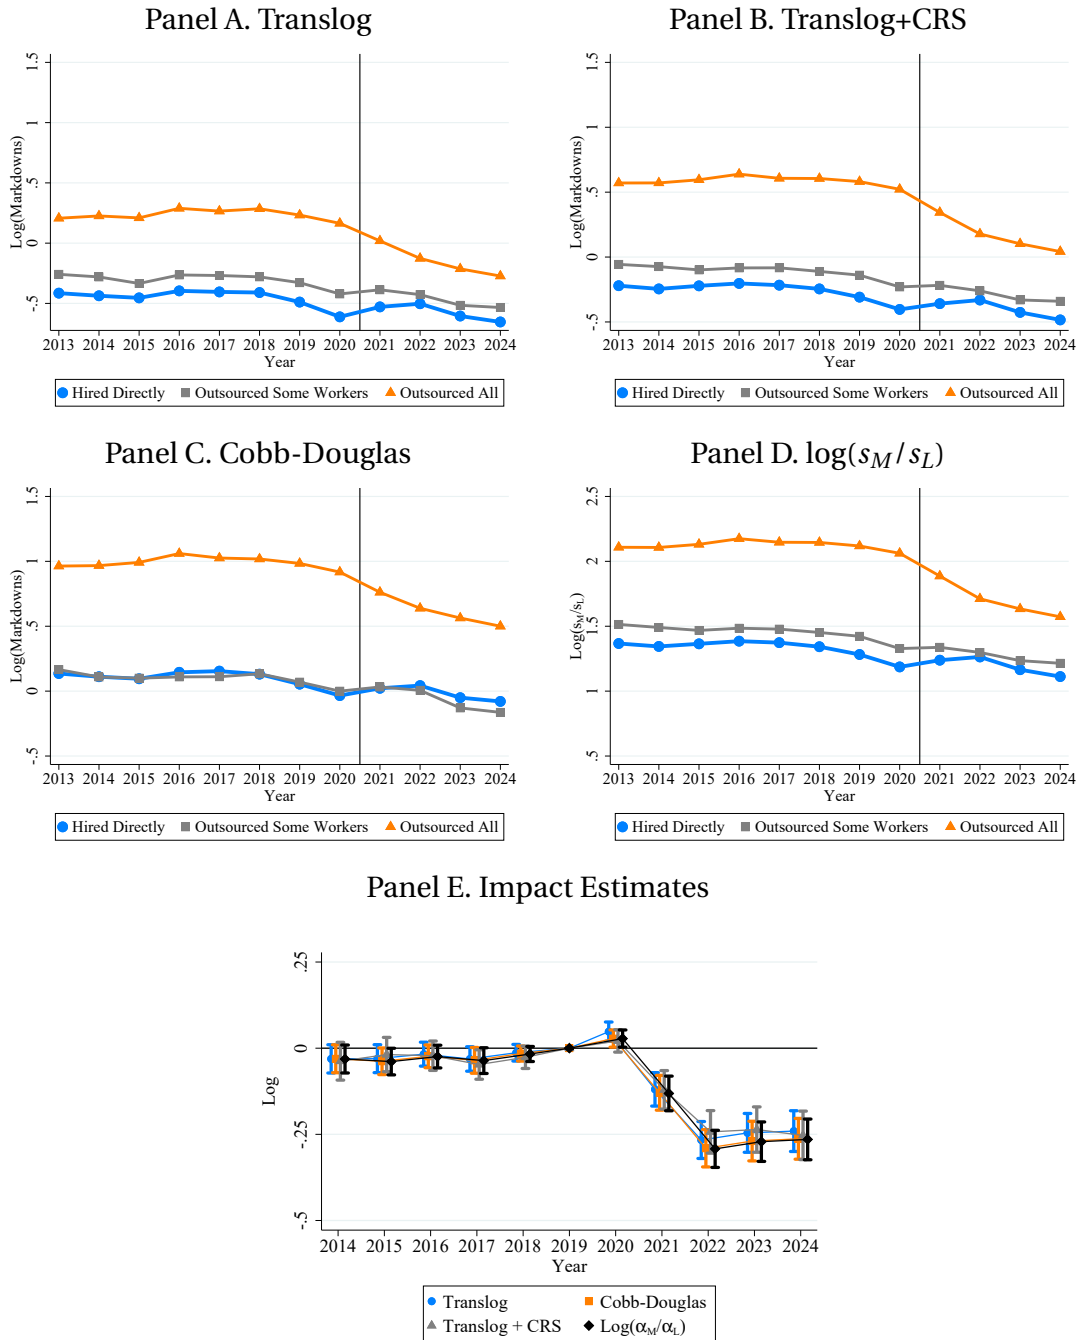 Panel A. Translog
Panel B. Translog+CRS
Log(Markdowns)
1.5
1
.5
0
-.5
2013 2014 2015 2016 2017 2018 2019 2020 2021 2022 2023 2024
Year
Hired Directly Outsourced Some Workers Outsourced All
Log(Markdowns)
1.5
1
.5
0
-.5
2013 2014 2015 2016 2017 2018 2019 2020 2021 2022 2023 2024
Year
Hired Directly Outsourced Some Workers Outsourced All
Panel C. Cobb-Douglas
Panel D. log(s_M/s_L)
Log(Markdowns)
1.5
1
.5
0
-.5
2013 2014 2015 2016 2017 2018 2019 2020 2021 2022 2023 2024
Year
Hired Directly Outsourced Some Workers Outsourced All
Log(s_M/s_L)
2.5
2
1.5
1
.5
2013 2014 2015 2016 2017 2018 2019 2020 2021 2022 2023 2024
Year
Hired Directly Outsourced Some Workers Outsourced All
Panel E. Impact Estimates
Log
.25
0
-.25
-.5
2014 2015 2016 2017 2018 2019 2020 2021 2022 2023 2024
Year
Translog Cobb-Douglas
Translog + CRS Log(α_M/α_L)